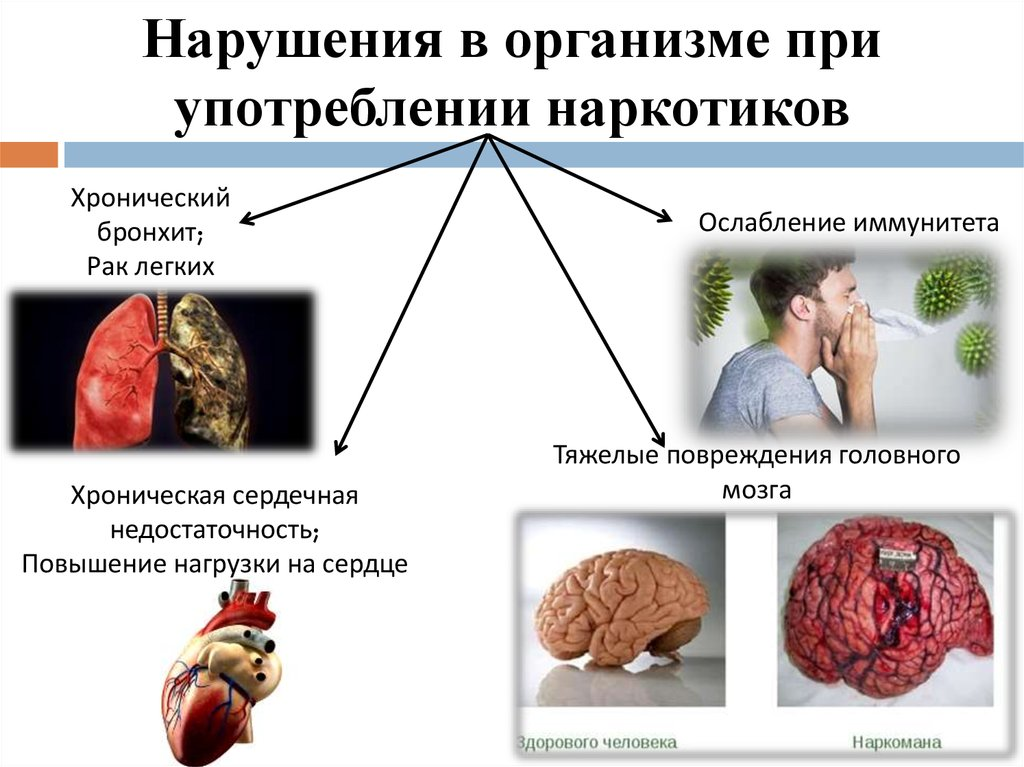 Нарушения в организме при
употреблении наркотиков
Хронический
бронхит;
Рак легких
Ослабление иммунитета
Хроническая сердечная
недостаточность;
Повышение нагрузки на сердце
Тяжелые повреждения головного
мозга
Здорового человека
Наркомана